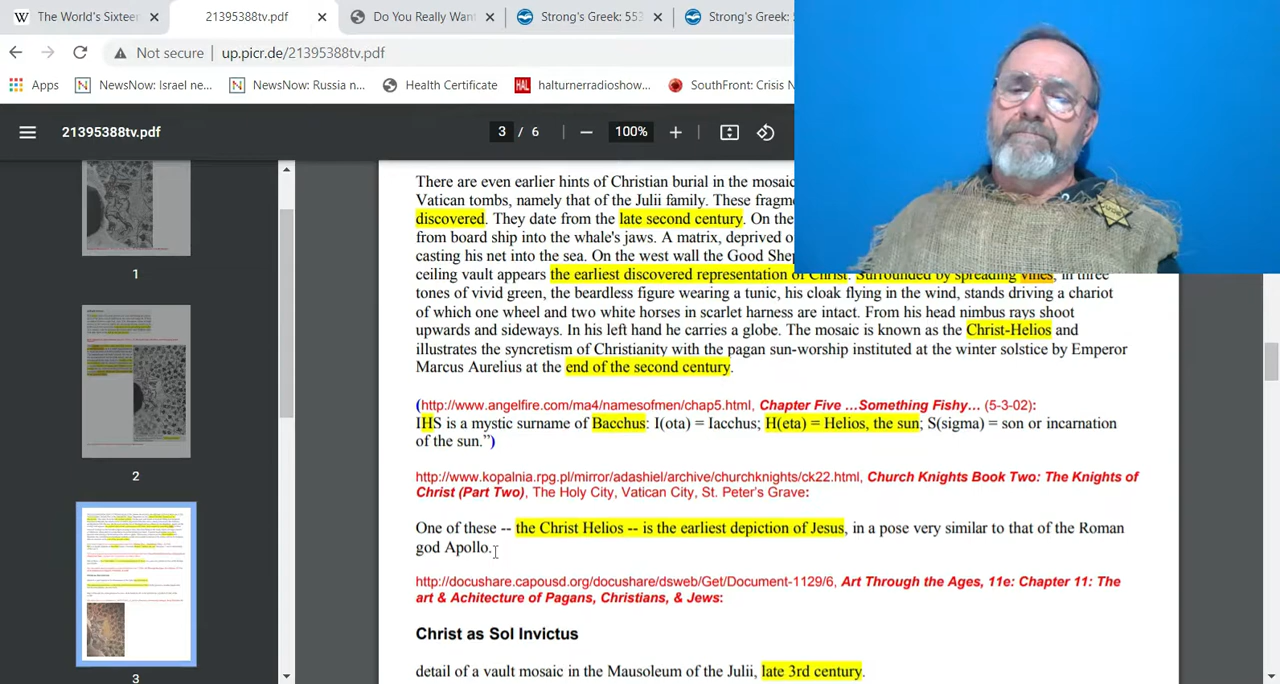 The World's Sixteen
21395388tv.pdf
Do You Really Wan
Strong's Greek: 553
Strong's Greek: 5
Not secure | up.picr.de/21395388tv.pdf
Apps
NewsNow: Israel ne...
NewsNow: Russia n...
Health Certificate
HAL
halturnerradioshow...
SouthFront: Crisis N
21395388tv.pdf
3 / 6
100%
1
2
3
There are even earlier hints of Christian burial in the mosaic
Vatican tombs, namely that of the Julii family. These fragme
discovered. They date from the late second century. On the
from board ship into the whale's jaws. A matrix, deprived o
casting his net into the sea. On the west wall the Good Shep
ceiling vault appears the earliest discovered representation of Christ. Surrounded by spreading vines, in three
tones of vivid green, the beardless figure wearing a tunic, his cloak flying in the wind, stands driving a chariot
of which one wheel and two white horses in scarlet harness are intact. From his head nimbus rays shoot
upwards and sideways. In his left hand he carries a globe. The mosaic is known as the Christ-Helios and
illustrates the syncretism of Christianity with the pagan sun-worship instituted at the winter solstice by Emperor
Marcus Aurelius at the end of the second century.
(http://www.angelfire.com/ma4/namesofmen/chap5.html, Chapter Five …Something Fishy… (5-3-02):
IHS is a mystic surname of Bacchus: I(ota) = Iacchus; H(eta) = Helios, the sun; S(sigma) = son or incarnation
of the sun.")
http://www.kopalnia.rpg.pl/mirror/adashiel/archive/churchknights/ck22.html, Church Knights Book Two: The Knights of
Christ (Part Two), The Holy City, Vatican City, St. Peter's Grave:
One of these -- the Christ Helios -- is the earliest depiction of Jesus, in a pose very similar to that of the Roman
god Apollo.
http://docushare.capousd.org/docushare/dsweb/Get/Document-1129/6, Art Through the Ages, 11e: Chapter 11: The
art & Achitecture of Pagans, Christians, & Jews:
Christ as Sol Invictus
detail of a vault mosaic in the Mausoleum of the Julii, late 3rd century.